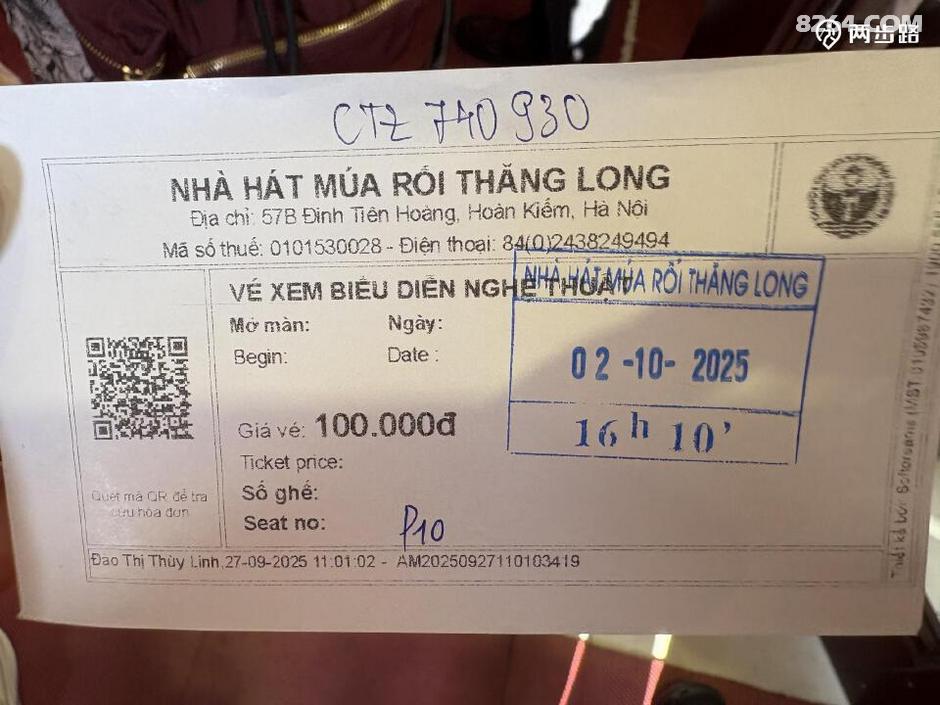 8264.COM
两步路
CTZ 740 930
NHÀ HÁT MÚA RỐI THĂNG LONG
Địa chỉ: 57B Đinh Tiên Hoàng, Hoàn Kiếm, Hà Nội
Mã số thuế: 0101530028 - Điện thoại: 84(0)2438249494
VÉ XEM BIỂU DIỄN NGHỆ THUẬT
NHÀ HÁT MÚA RỐI THĂNG LONG
Mở màn: Ngày:
Begin: Date :
02-10-2025
16h 10'
Giá vé: 100.000đ
Ticket price:
Số ghế:
Seat no: P10
Quét mã QR để tra
cứu hóa đơn
Đào Thị Thùy Linh,27-09-2025 11:01:02 - AM20250927110103419